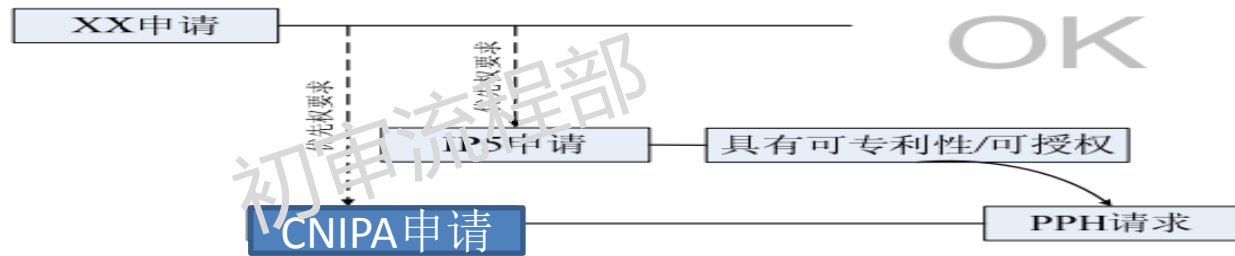 XX申请
OK
优先权要求
优先权要求
IP5申请
具有可专利性/可授权
初审流程部
CNIPA申请
PPH请求